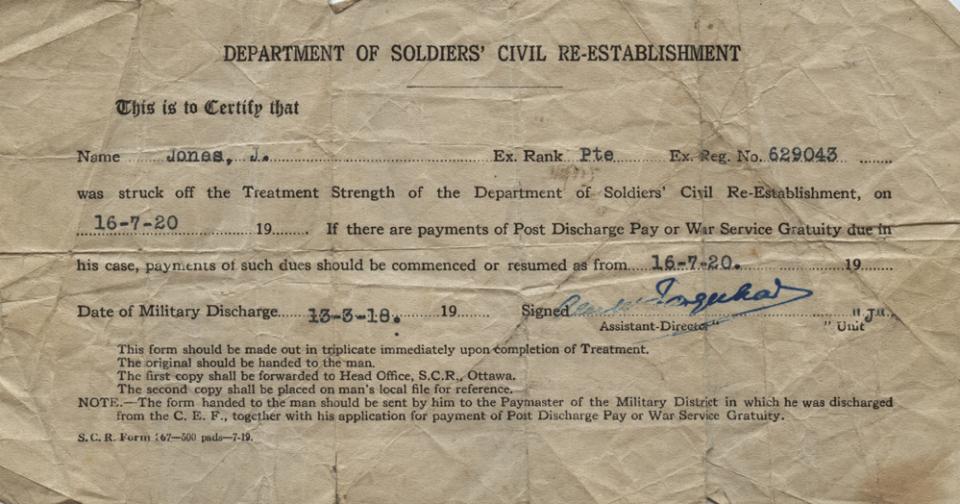 DEPARTMENT OF SOLDIERS' CIVIL RE-ESTABLISHMENT
This is to Certify that
Name Jones, J. Ex. Rank Pte Ex. Reg. No. 629043
was struck off the Treatment Strength of the Department of Soldiers' Civil Re-Establishment, on
16-7-20 19 If there are payments of Post Discharge Pay or War Service Gratuity due in
his case, payments of such dues should be commenced or resumed as from 16-7-20. 19
Date of Military Discharge 13-3-18. 19 Signed Farquhar "J"
Assistant-Director " Unit "
This form should be made out in triplicate immediately upon completion of Treatment.
The original should be handed to the man.
The first copy shall be forwarded to Head Office, S.C.R., Ottawa.
The second copy shall be placed on man's local file for reference.
NOTE.—The form handed to the man should be sent by him to the Paymaster of the Military District in which he was discharged
from the C. E. F., together with his application for payment of Post Discharge Pay or War Service Gratuity.
S. C. R. Form 167—500 pads—7-19.